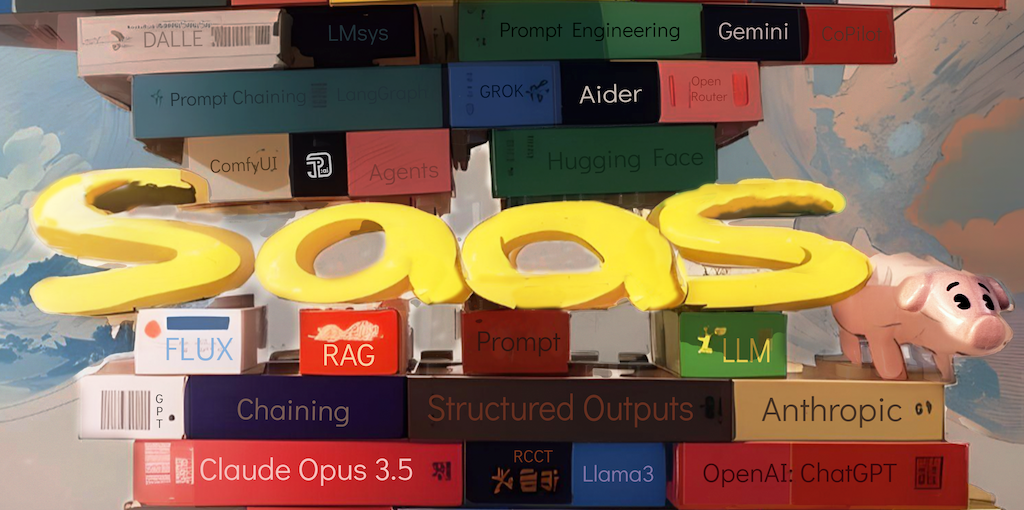 DALLE
LMsys
Prompt Engineering
Gemini
CoPilot
Prompt Chaining
LangGraph
GROK
Aider
Open
Router
ComfyUI
Agents
Hugging Face
SaaS
FLUX
RAG
Prompt
LLM
GPT
Chaining
Structured Outputs
Anthropic
Claude Opus 3.5
RCCT
Llama3
OpenAI: ChatGPT